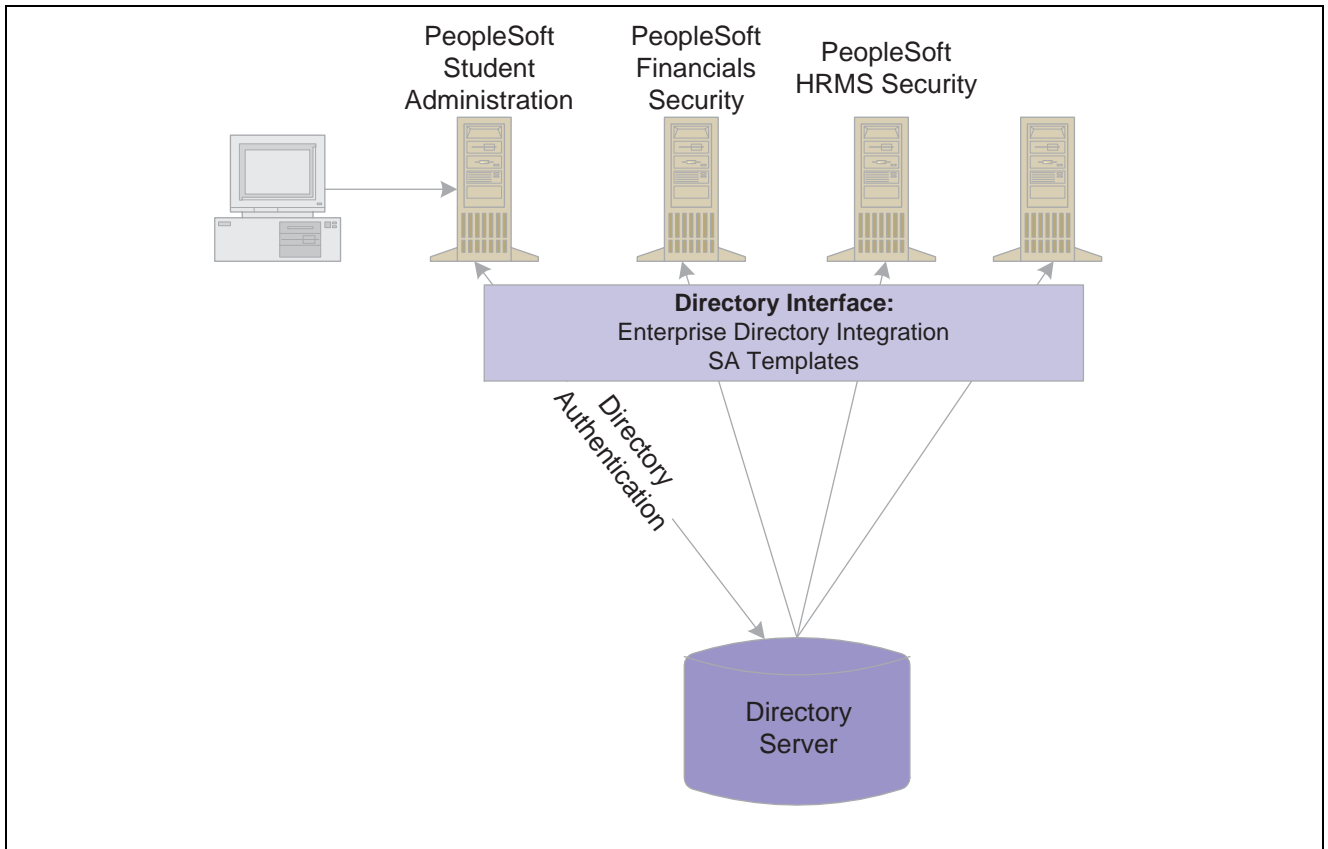 PeopleSoft
Student
Administration
PeopleSoft
Financials
Security
PeopleSoft
HRMS Security
Directory Interface:
Enterprise Directory Integration
SA Templates
Directory
Authentication
Directory
Server